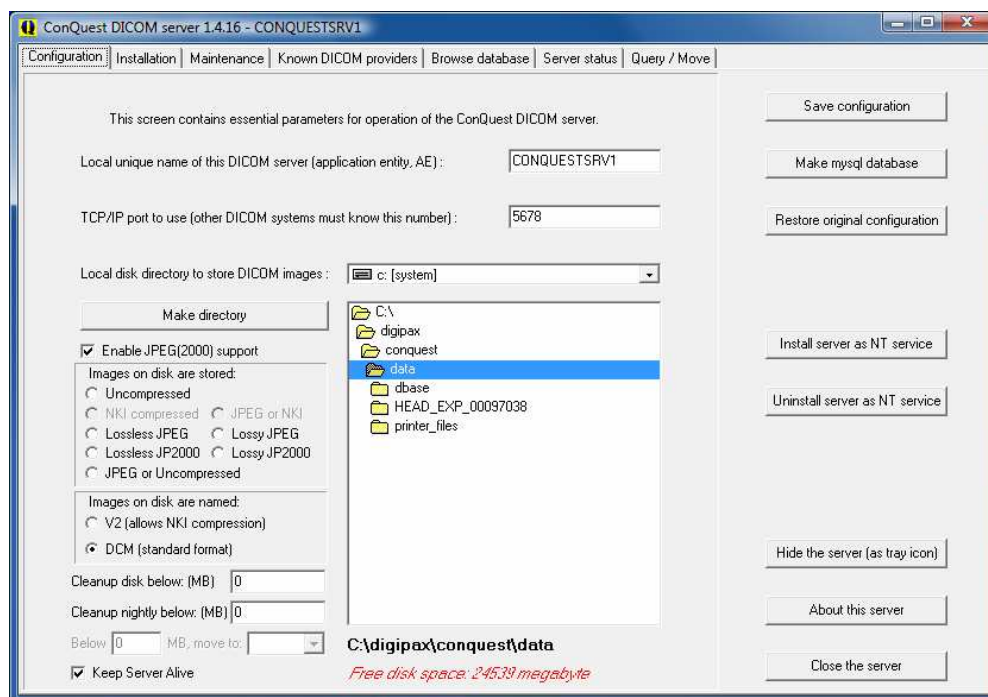 ConQuest DICOM server 1.4.16 - CONQUESTSRV1
Configuration Installation Maintenance Known DICOM providers Browse database Server status Query / Move
This screen contains essential parameters for operation of the ConQuest DICOM server.
Local unique name of this DICOM server (application entity, AE) : CONQUESTSRV1
TCP/IP port to use (other DICOM systems must know this number) : 5678
Local disk directory to store DICOM images : c: [system]
Make directory
Enable JPEG(2000) support
Images on disk are stored:
Uncompressed
NKI compressed JPEG or NKI
Lossless JPEG Lossy JPEG
Lossless JP2000 Lossy JP2000
JPEG or Uncompressed
Images on disk are named:
V2 (allows NKI compression)
DCM (standard format)
Cleanup disk below: (MB) 0
Cleanup nightly below: (MB) 0
Below 0 MB, move to:
Keep Server Alive
C:\
digipax
conquest
data
dbase
HEAD_EXP_00097038
printer_files
C:\digipax\conquest\data
Free disk space: 24539 megabyte
Save configuration
Make mysql database
Restore original configuration
Install server as NT service
Uninstall server as NT service
Hide the server (as tray icon)
About this server
Close the server